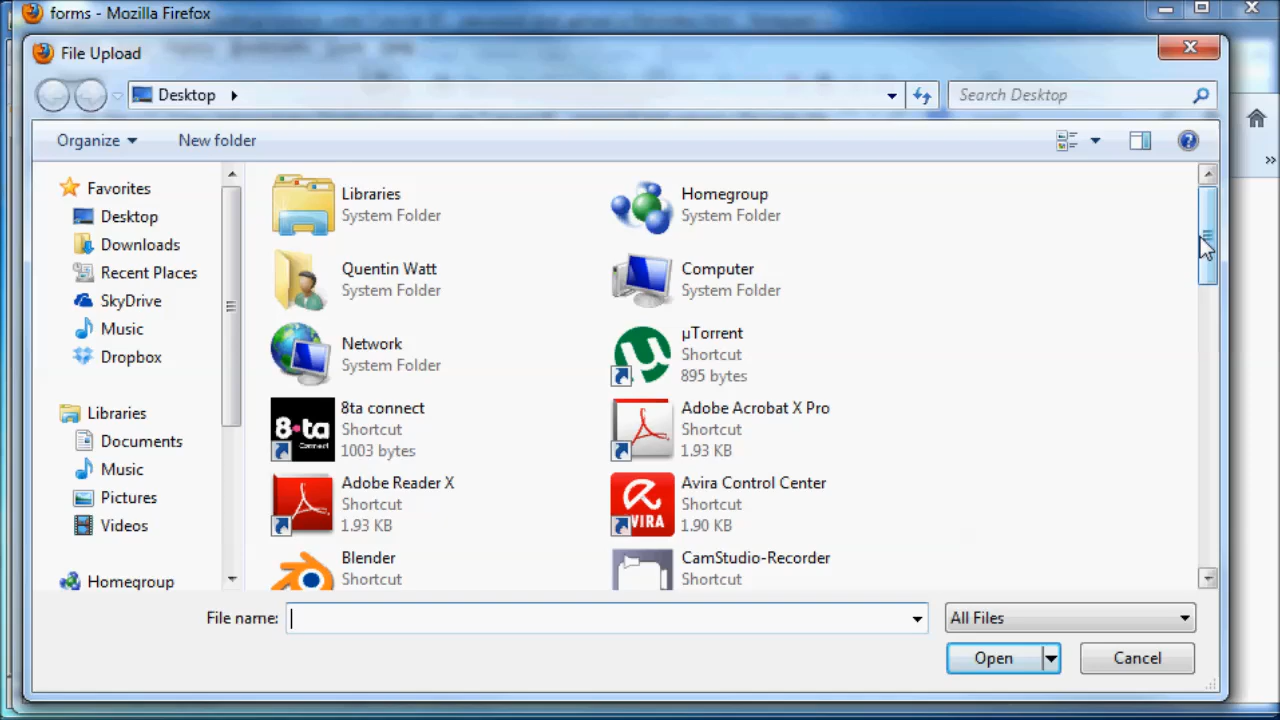 forms - Mozilla Firefox
File Upload
Desktop
Search Desktop
Organize
New folder
Favorites
Desktop
Downloads
Recent Places
SkyDrive
Music
Dropbox
Libraries
Documents
Music
Pictures
Videos
Homegroup
Libraries
System Folder
Homegroup
System Folder
Quentin Watt
System Folder
Computer
System Folder
Network
System Folder
µTorrent
Shortcut
895 bytes
8·ta
Connect
8ta connect
Shortcut
1003 bytes
Adobe Acrobat X Pro
Shortcut
1.93 KB
Adobe Reader X
Shortcut
1.93 KB
AVIRA
Avira Control Center
Shortcut
1.90 KB
Blender
Shortcut
CamStudio-Recorder
Shortcut
File name:
All Files
Open
Cancel